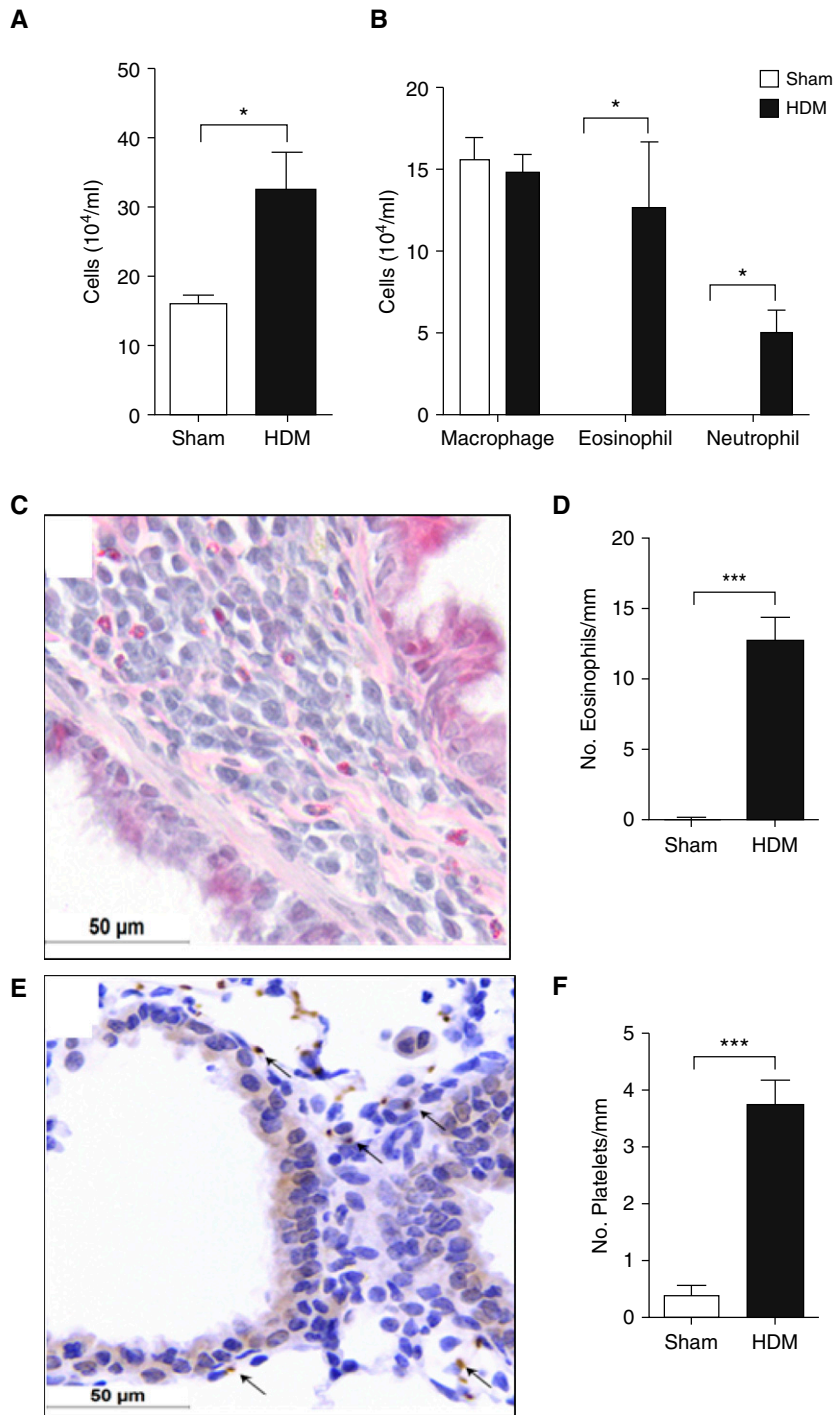 A
50
40
30
20
10
0
Cells (10⁴/ml)
*
Sham HDM
B
20
15
10
5
0
Cells (10⁴/ml)
*
*
Macrophage Eosinophil Neutrophil
Sham
HDM
C
50 µm
D
20
15
10
5
0
No. Eosinophils/mm
***
Sham HDM
E
50 µm
F
5
4
3
2
1
0
No. Platelets/mm
***
Sham HDM